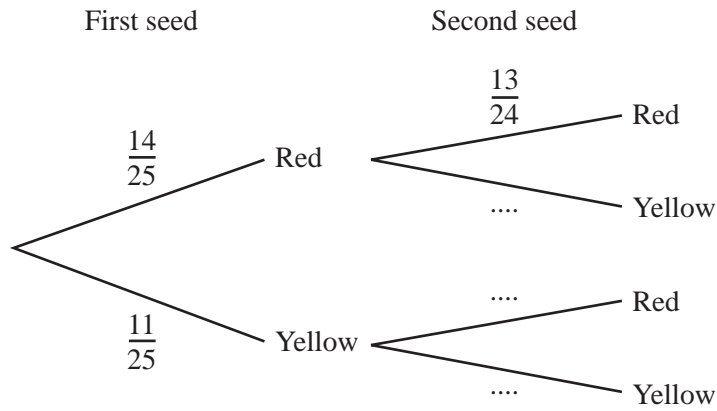 First seed Second seed
13/24
Red
14/25
Red
....
Yellow
....
Red
11/25
Yellow
....
Yellow